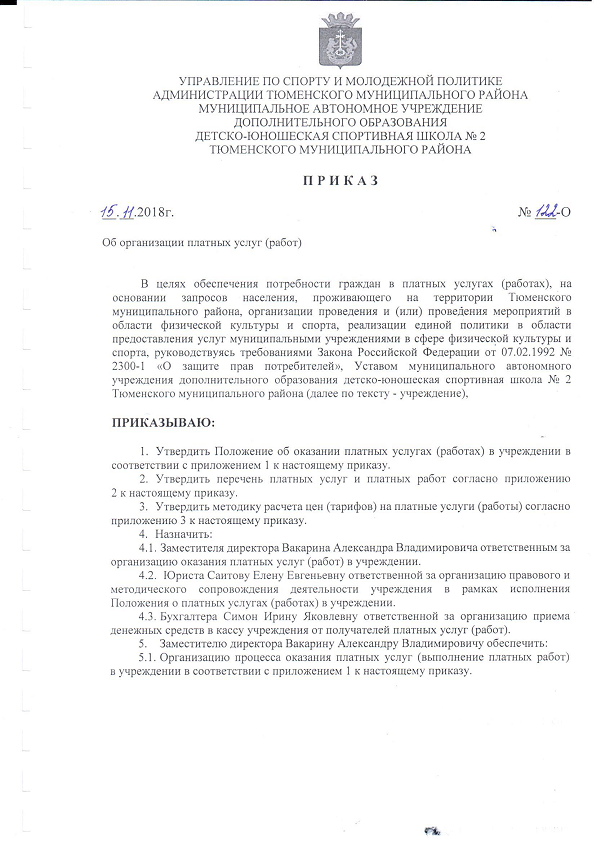 УПРАВЛЕНИЕ ПО СПОРТУ И МОЛОДЕЖНОЙ ПОЛИТИКЕ
АДМИНИСТРАЦИИ ТЮМЕНСКОГО МУНИЦИПАЛЬНОГО РАЙОНА
МУНИЦИПАЛЬНОЕ АВТОНОМНОЕ УЧРЕЖДЕНИЕ
ДОПОЛНИТЕЛЬНОГО ОБРАЗОВАНИЯ
ДЕТСКО-ЮНОШЕСКАЯ СПОРТИВНАЯ ШКОЛА № 2
ТЮМЕНСКОГО МУНИЦИПАЛЬНОГО РАЙОНА
П Р И К А З
15.11.2018г. № 122-О
Об организации платных услуг (работ)
В целях обеспечения потребности граждан в платных услугах (работах), на
основании запросов населения, проживающего на территории Тюменского
муниципального района, организации проведения и (или) проведения мероприятий в
области физической культуры и спорта, реализации единой политики в области
предоставления услуг муниципальными учреждениями в сфере физической культуры и
спорта, руководствуясь требованиями Закона Российской Федерации от 07.02.1992 №
2300-1 «О защите прав потребителей», Уставом муниципального автономного
учреждения дополнительного образования детско-юношеская спортивная школа № 2
Тюменского муниципального района (далее по тексту - учреждение),
ПРИКАЗЫВАЮ:
1. Утвердить Положение об оказании платных услугах (работах) в учреждении в
соответствии с приложением 1 к настоящему приказу.
2. Утвердить перечень платных услуг и платных работ согласно приложению
2 к настоящему приказу.
3. Утвердить методику расчета цен (тарифов) на платные услуги (работы) согласно
приложению 3 к настоящему приказу.
4. Назначить:
4.1. Заместителя директора Вакарина Александра Владимировича ответственным за
организацию оказания платных услуг (работ) в учреждении.
4.2. Юриста Саитову Елену Евгеньевну ответственной за организацию правового и
методического сопровождения деятельности учреждения в рамках исполнения
Положения о платных услугах (работах) в учреждении.
4.3. Бухгалтера Симон Ирину Яковлевну ответственной за организацию приема
денежных средств в кассу учреждения от получателей платных услуг (работ).
5. Заместителю директора Вакарину Александру Владимировичу обеспечить:
5.1. Организацию процесса оказания платных услуг (выполнение платных работ)
в учреждении в соответствии с приложением 1 к настоящему приказу.